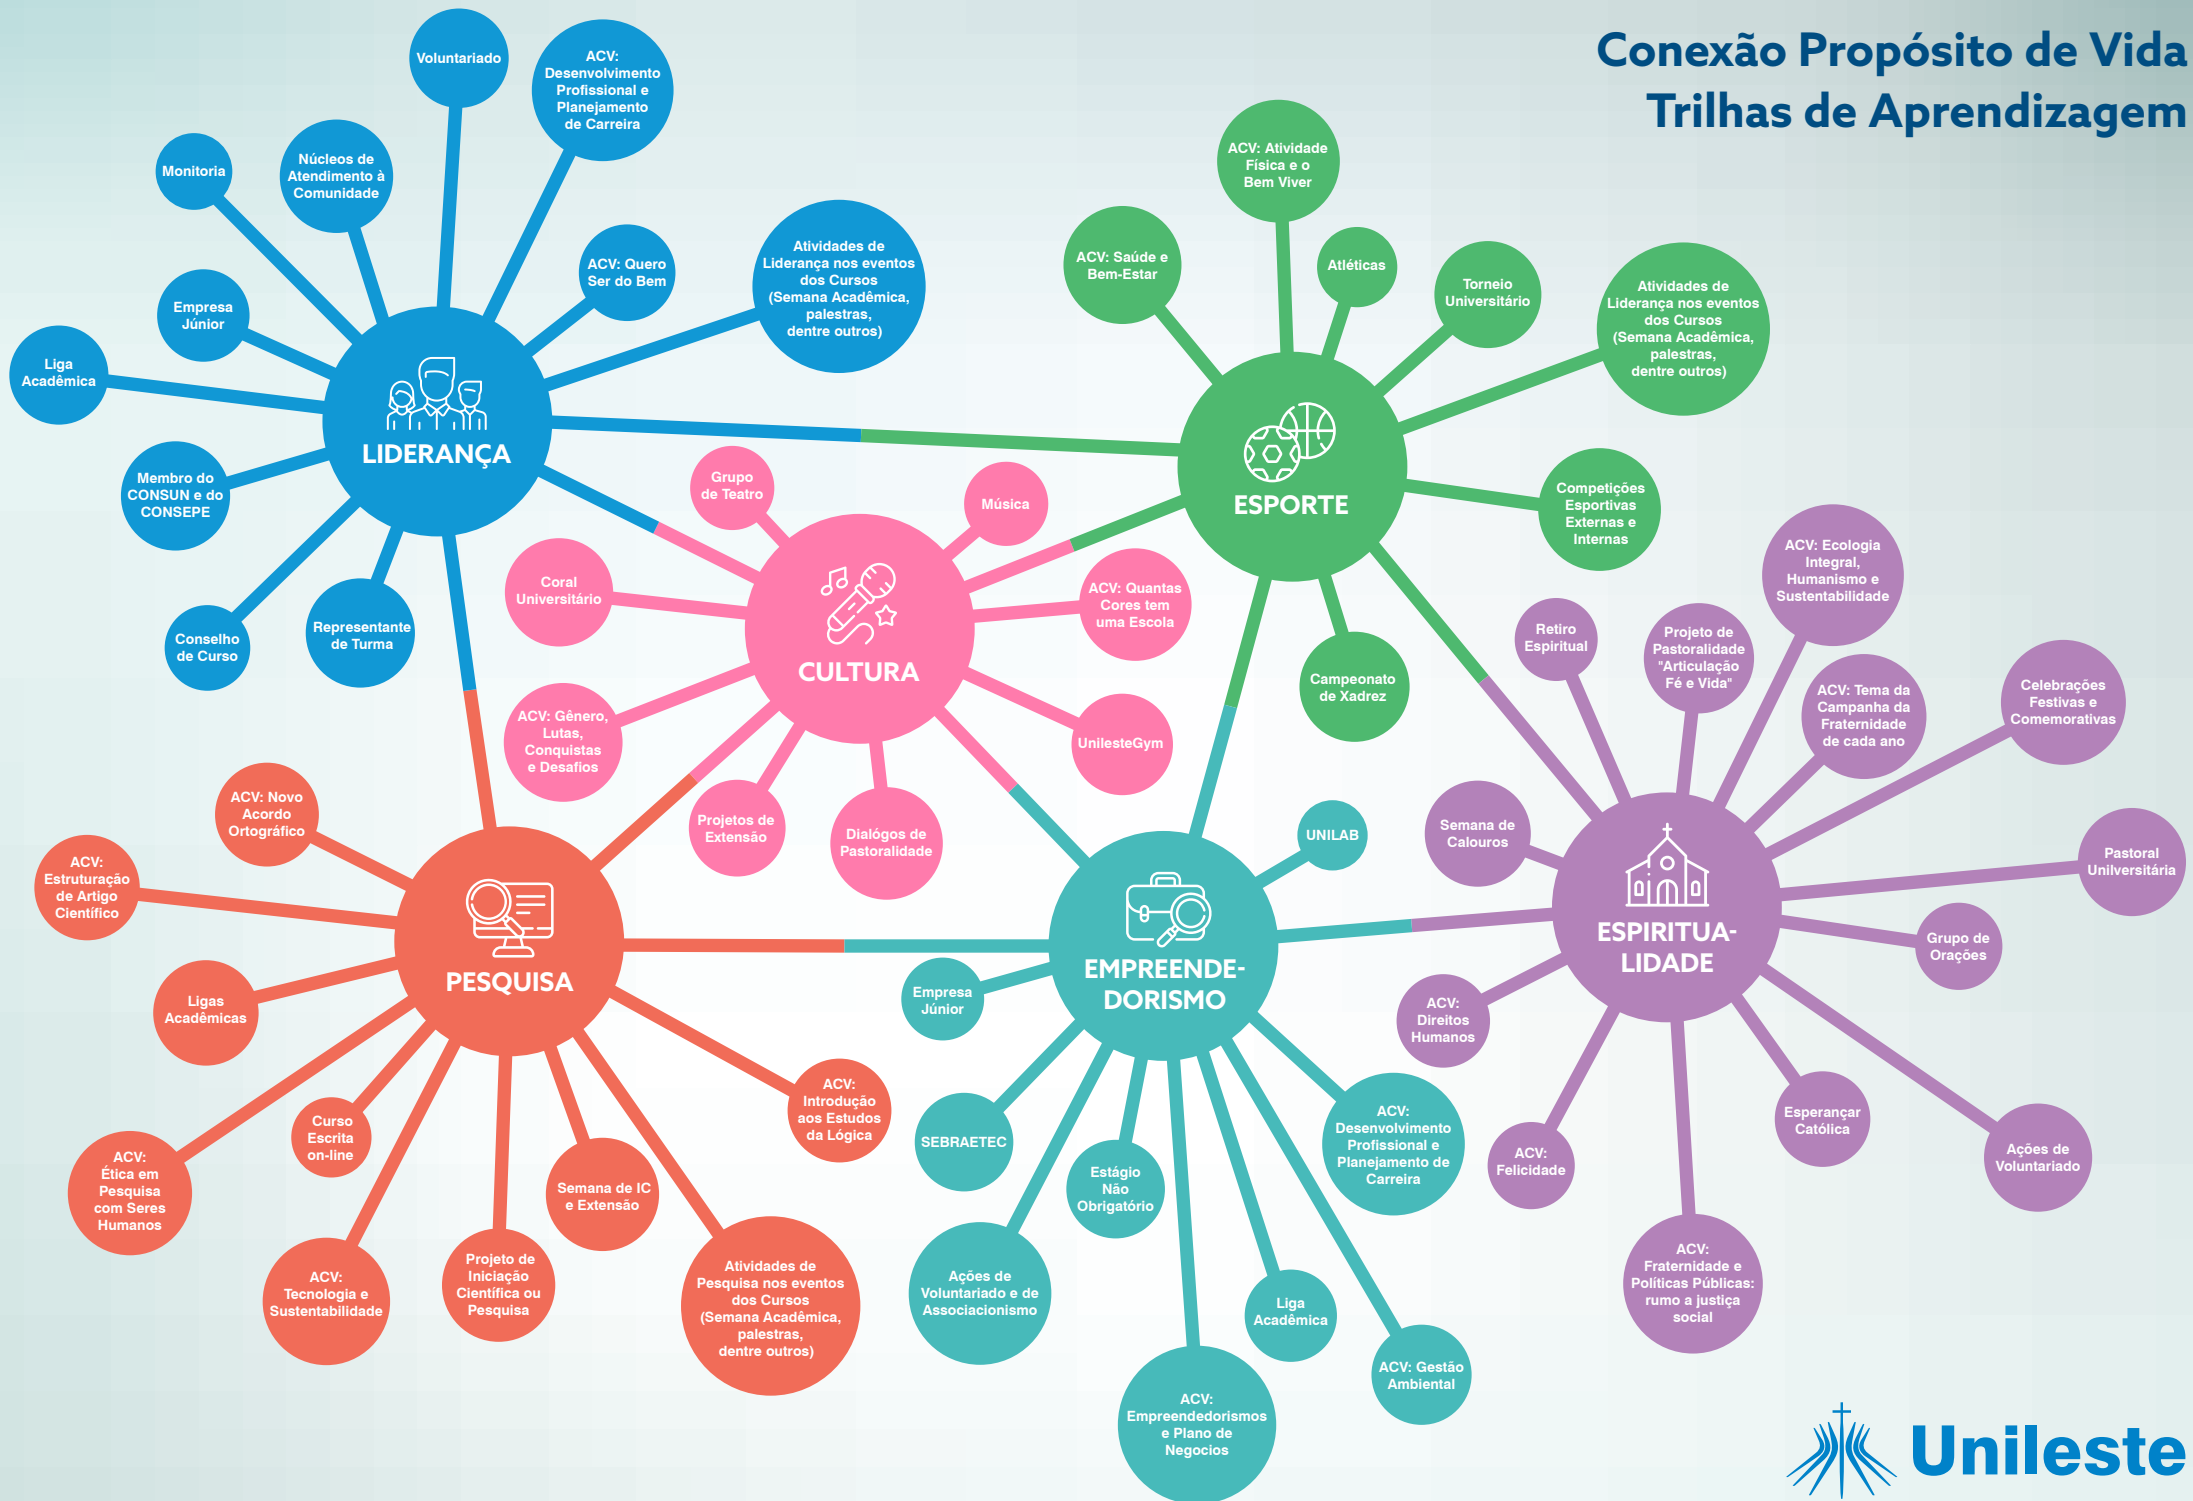 Conexão Propósito de Vida
Trilhas de Aprendizagem
Voluntariado
ACV:
Desenvolvimento
Profissional e
Planejamento
de Carreira
Monitoria
Núcleos de
Atendimento à
Comunidade
ACV: Quero
Ser do Bem
Atividades de
Liderança nos eventos
dos Cursos
(Semana Acadêmica,
palestras,
dentre outros)
Empresa
Júnior
Liga
Acadêmica
LIDERANÇA
Membro do
CONSUN e do
CONSEPE
Conselho
de Curso
Representante
de Turma
ACV: Atividade
Física e o
Bem Viver
ACV: Saúde e
Bem-Estar
Atléticas
Torneio
Universitário
Atividades de
Liderança nos eventos
dos Cursos
(Semana Acadêmica,
palestras,
dentre outros)
ESPORTE
Competições
Esportivas
Externas e
Internas
Campeonato
de Xadrez
Grupo
de Teatro
Música
Coral
Universitário
ACV: Quantas
Cores tem
uma Escola
CULTURA
ACV: Gênero,
Lutas,
Conquistas
e Desafios
UnilesteGym
Projetos de
Extensão
Dialógos de
Pastoralidade
ACV: Ecologia
Integral,
Humanismo e
Sustentabilidade
Retiro
Espiritual
Projeto de
Pastoralidade
"Articulação
Fé e Vida"
ACV: Tema da
Campanha da
Fraternidade
de cada ano
Celebrações
Festivas e
Comemorativas
Semana de
Calouros
Pastoral
Unilversitária
ESPIRITUA-
LIDADE
Grupo de
Orações
ACV:
Direitos
Humanos
ACV:
Felicidade
Esperançar
Católica
Ações de
Voluntariado
ACV:
Fraternidade e
Políticas Públicas:
rumo a justiça
social
ACV: Novo
Acordo
Ortográfico
ACV:
Estruturação
de Artigo
Científico
PESQUISA
Ligas
Acadêmicas
ACV:
Ética em
Pesquisa
com Seres
Humanos
Curso
Escrita
on-line
ACV:
Tecnologia e
Sustentabilidade
Projeto de
Iniciação
Científica ou
Pesquisa
Semana de IC
e Extensão
ACV:
Introdução
aos Estudos
da Lógica
Atividades de
Pesquisa nos eventos
dos Cursos
(Semana Acadêmica,
palestras,
dentre outros)
UNILAB
EMPREENDE-
DORISMO
Empresa
Júnior
SEBRAETEC
Estágio
Não
Obrigatório
ACV:
Desenvolvimento
Profissional e
Planejamento de
Carreira
Ações de
Voluntariado e de
Associacionismo
Liga
Acadêmica
ACV: Gestão
Ambiental
ACV:
Empreendedorismos
e Plano de
Negocios
Unileste